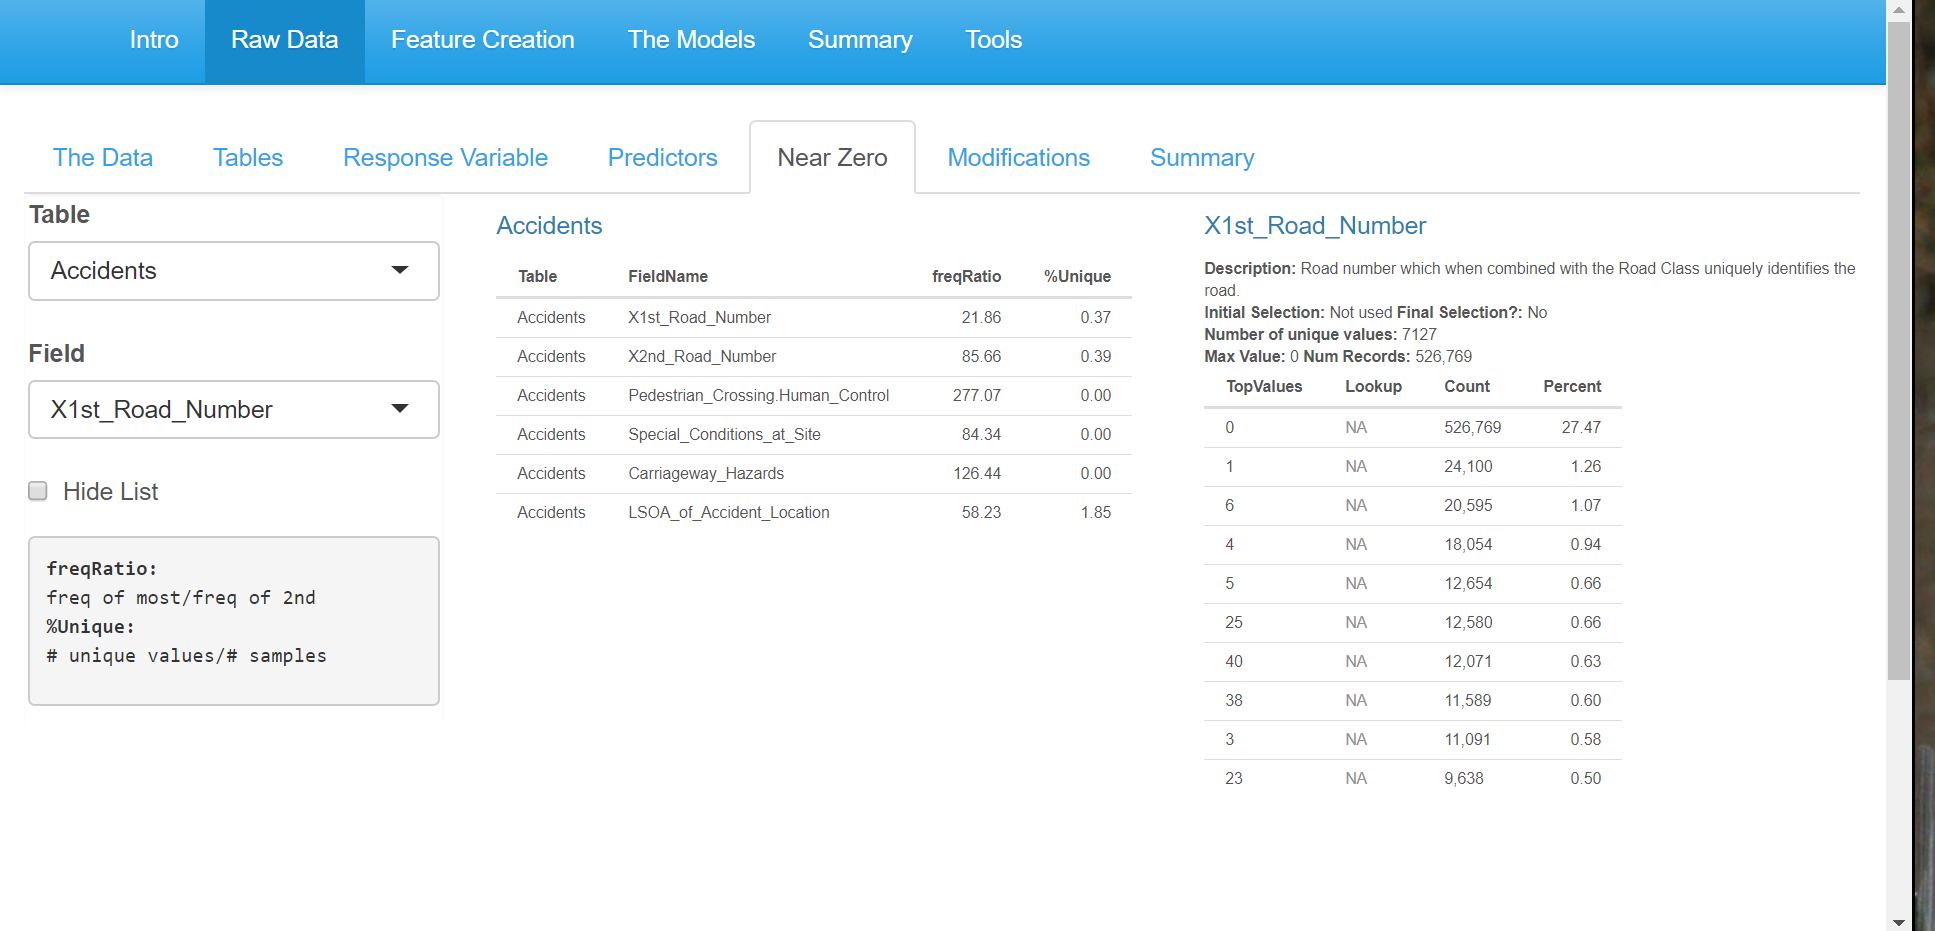 Intro Raw Data Feature Creation The Models Summary Tools
The Data Tables Response Variable Predictors Near Zero Modifications Summary
Table
Accidents
Field
X1st_Road_Number
Hide List
freqRatio:
freq of most/freq of 2nd
%Unique:
# unique values/# samples
Accidents
Table FieldName freqRatio %Unique
Accidents X1st_Road_Number 21.86 0.37
Accidents X2nd_Road_Number 85.66 0.39
Accidents Pedestrian_Crossing.Human_Control 277.07 0.00
Accidents Special_Conditions_at_Site 84.34 0.00
Accidents Carriageway_Hazards 126.44 0.00
Accidents LSOA_of_Accident_Location 58.23 1.85
X1st_Road_Number
Description: Road number which when combined with the Road Class uniquely identifies the
road.
Initial Selection: Not used Final Selection?: No
Number of unique values: 7127
Max Value: 0 Num Records: 526,769
TopValues Lookup Count Percent
0 NA 526,769 27.47
1 NA 24,100 1.26
6 NA 20,595 1.07
4 NA 18,054 0.94
5 NA 12,654 0.66
25 NA 12,580 0.66
40 NA 12,071 0.63
38 NA 11,589 0.60
3 NA 11,091 0.58
23 NA 9,638 0.50